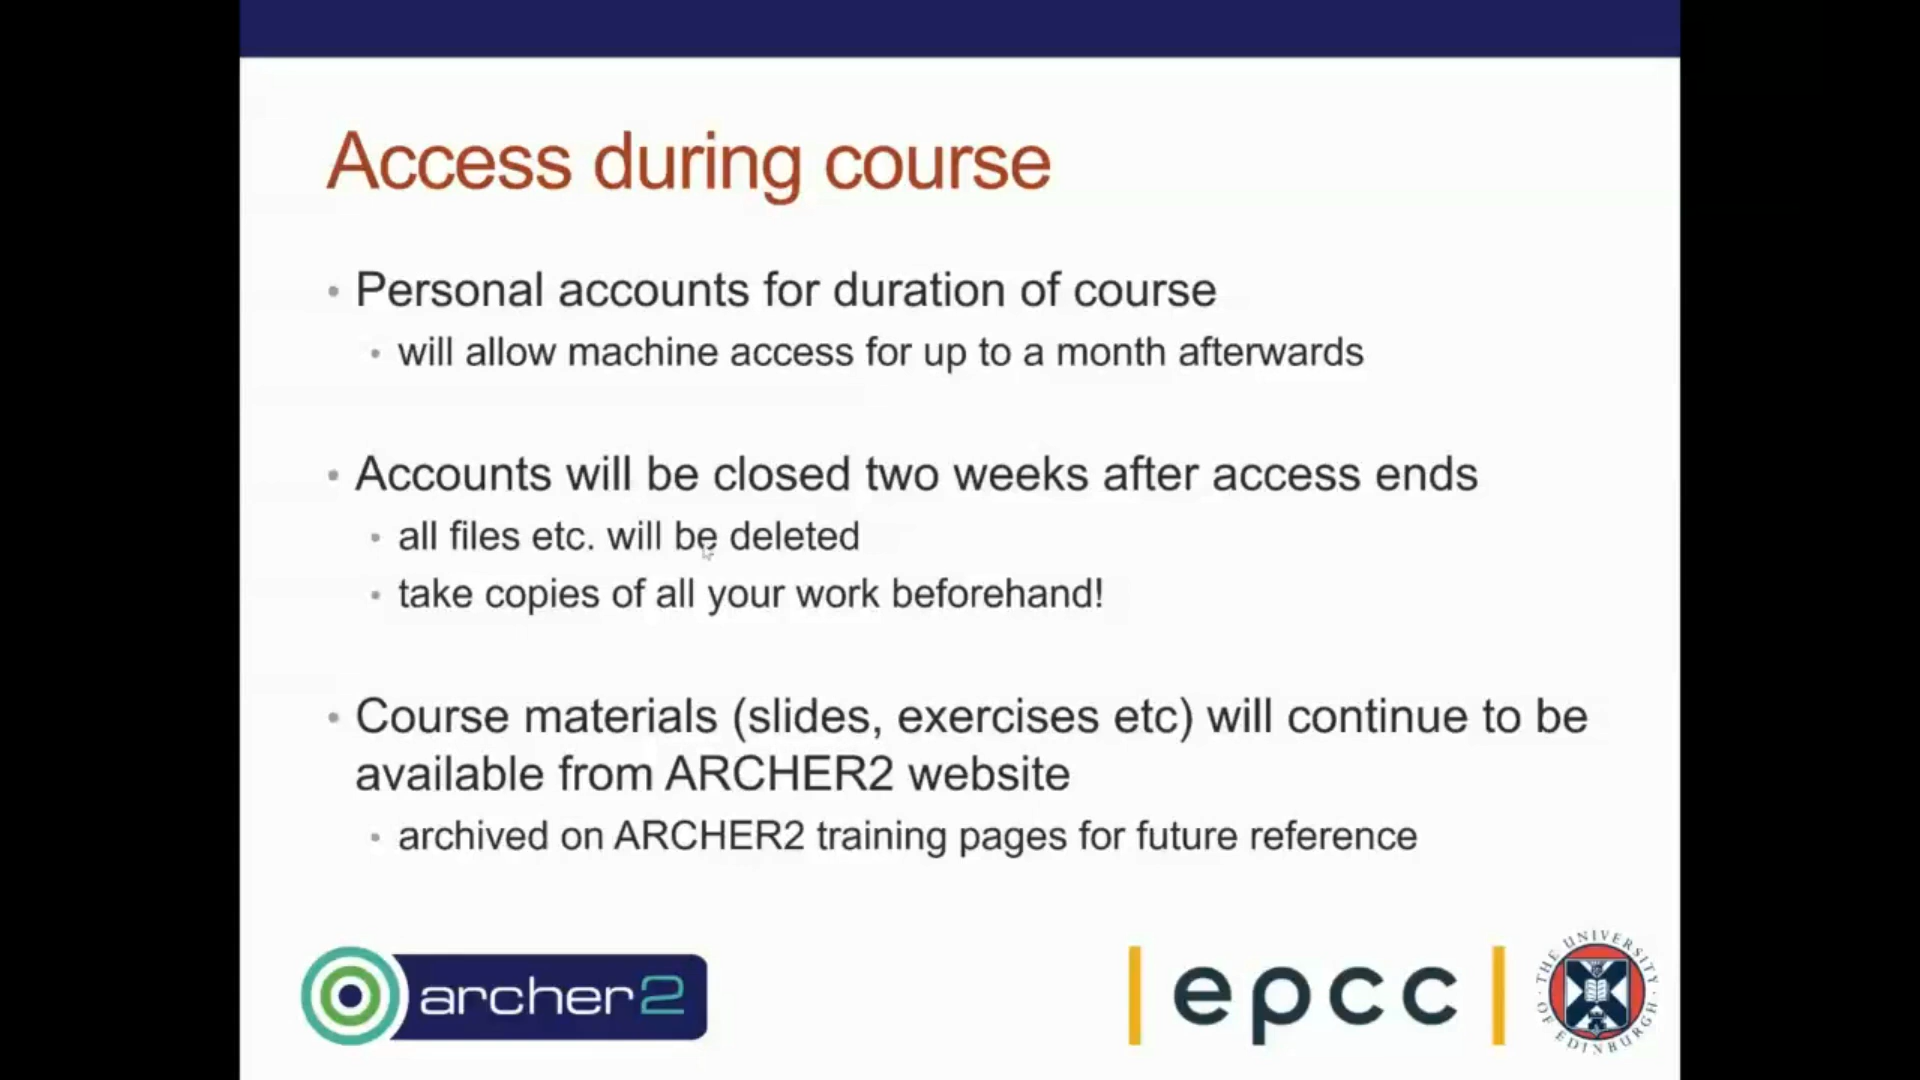 Access during course
• Personal accounts for duration of course
• will allow machine access for up to a month afterwards
• Accounts will be closed two weeks after access ends
• all files etc. will be deleted
• take copies of all your work beforehand!
• Course materials (slides, exercises etc) will continue to be
available from ARCHER2 website
• archived on ARCHER2 training pages for future reference
archer2
epcc
THE UNIVERSITY OF EDINBURGH